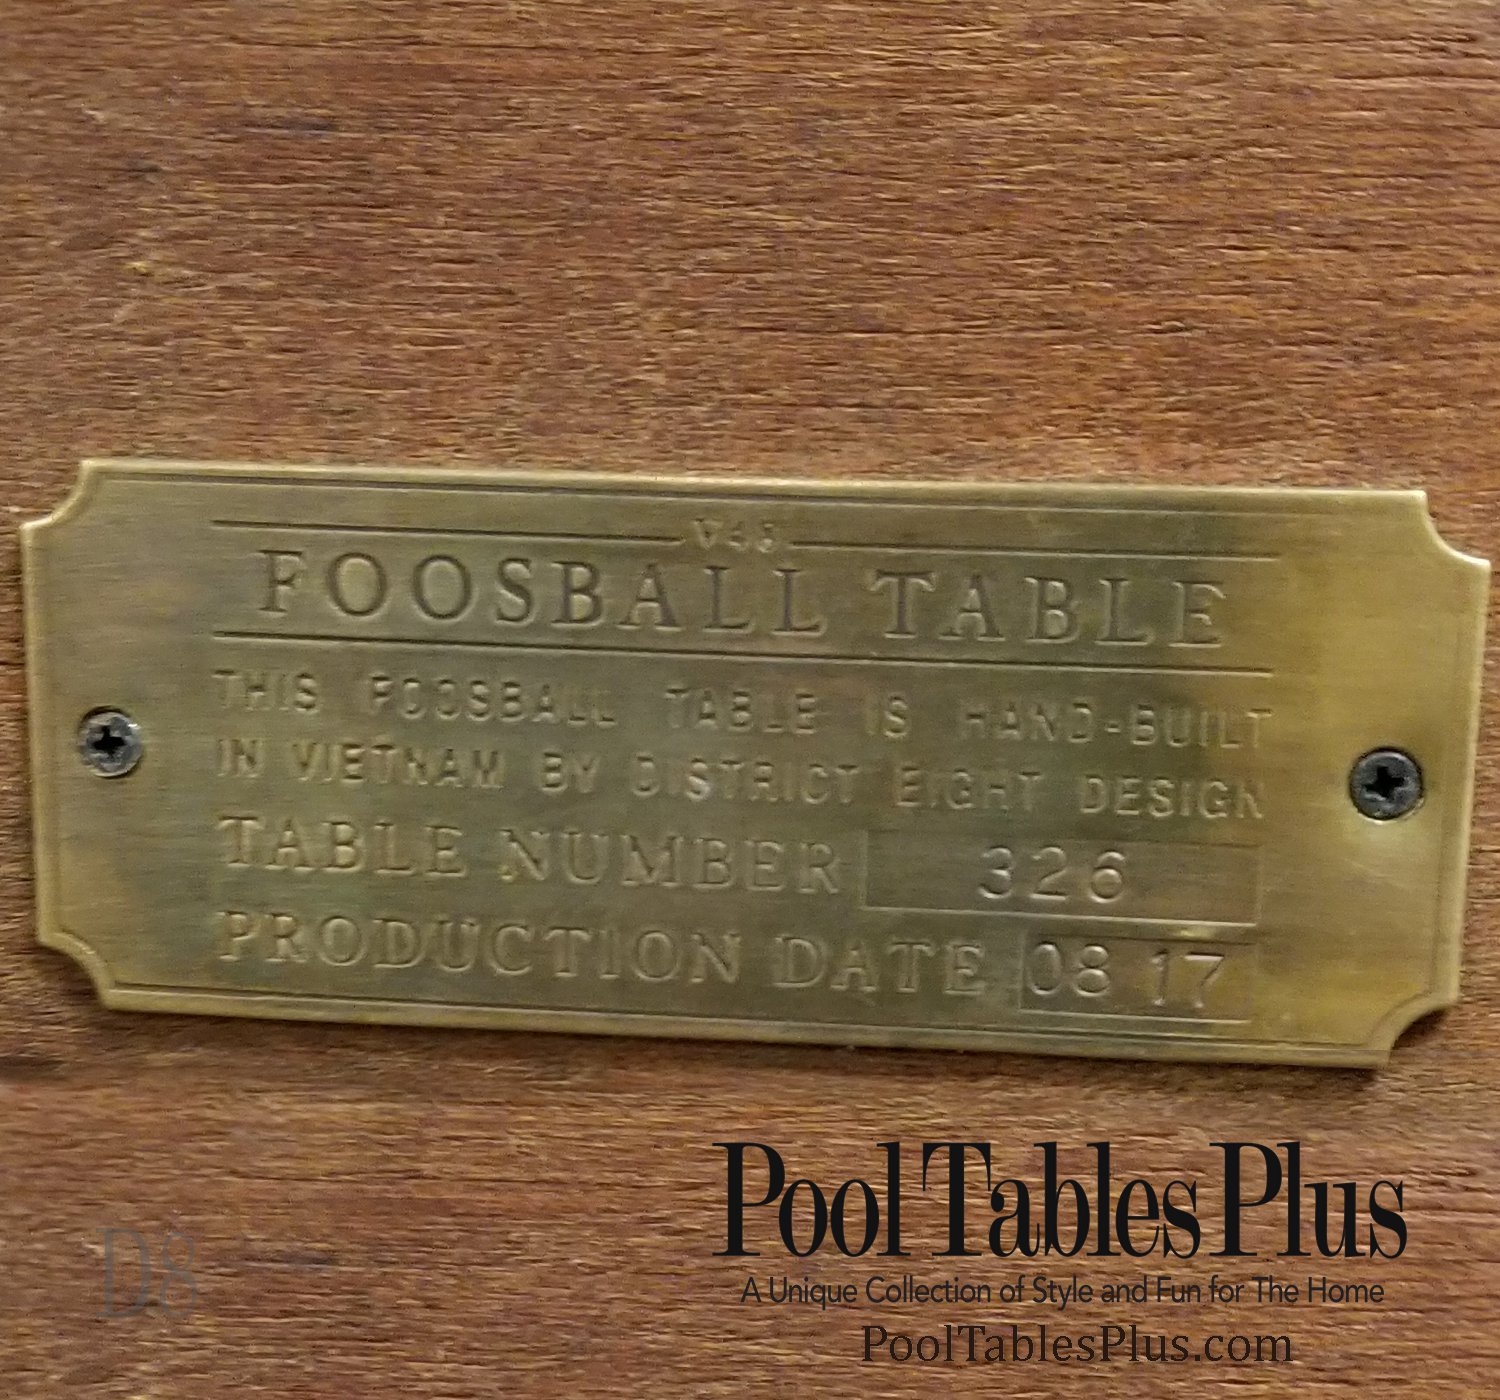 V45
FOOSBALL TABLE
THIS FOOSBALL TABLE IS HAND-BUILT
IN VIETNAM BY DISTRICT EIGHT DESIGN
TABLE NUMBER 326
PRODUCTION DATE 08 17
Pool Tables Plus
A Unique Collection of Style and Fun for The Home
PoolTablesPlus.com
D8